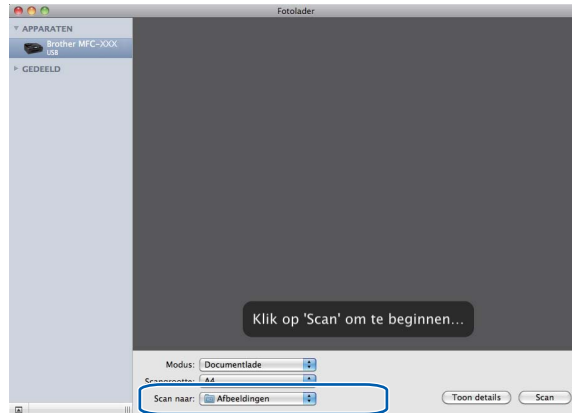 Fotolader
APPARATEN
Brother MFC-XXX
USB
GEDEELD
Klik op 'Scan' om te beginnen...
Modus: Documentlade
Scangrootte: A4
Scan naar: Afbeeldingen
Toon details
Scan